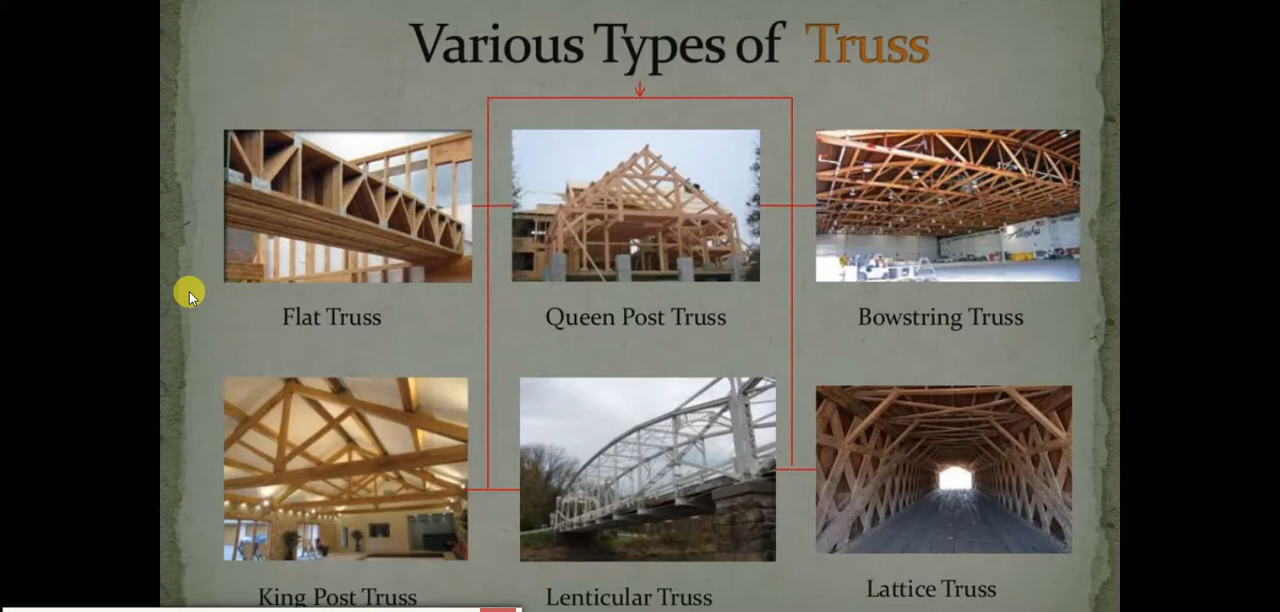 Various Types of Truss
Flat Truss
Queen Post Truss
Bowstring Truss
King Post Truss
Lenticular Truss
Lattice Truss